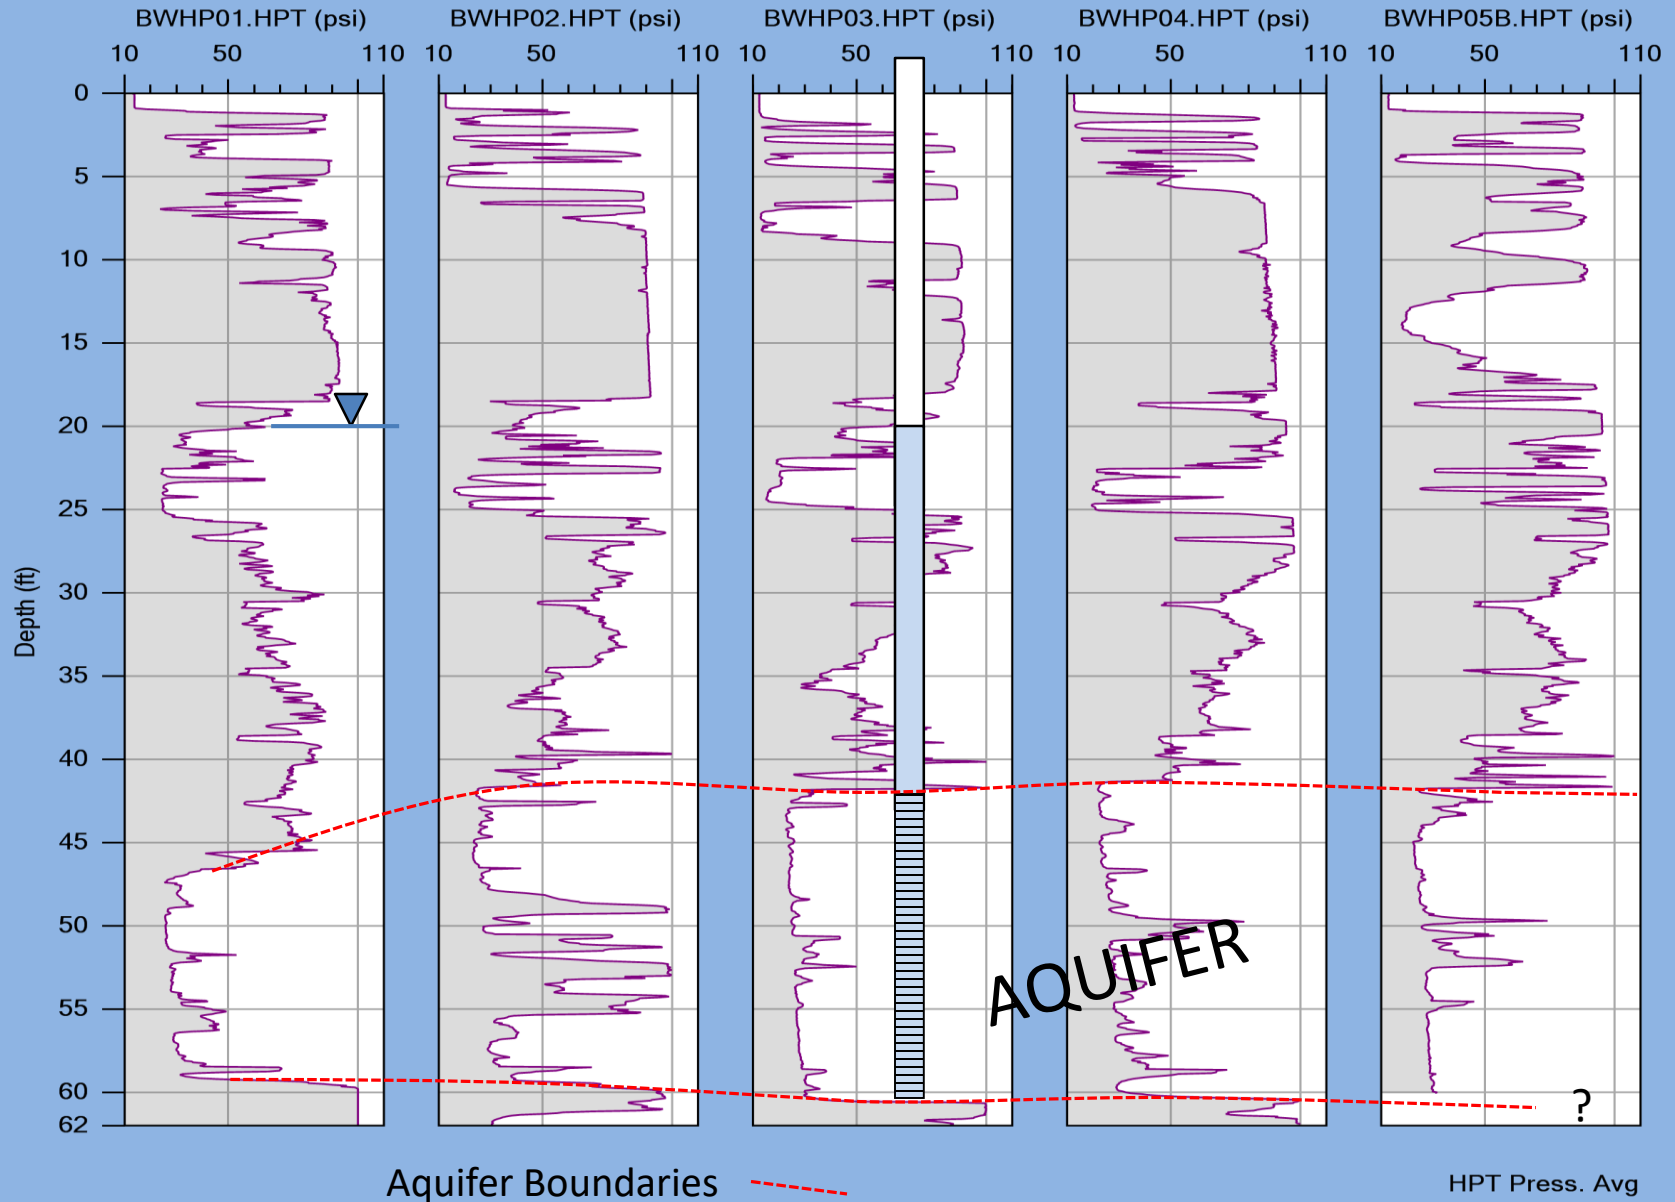 BWHP01.HPT (psi) BWHP02.HPT (psi) BWHP03.HPT (psi) BWHP04.HPT (psi) BWHP05B.HPT (psi)
10 50 110 10 50 110 10 50 110 10 50 110 10 50 110
0
5
10
15
20
25
30
Depth (ft)
35
40
45
50
AQUIFER
55
60
?
62
Aquifer Boundaries
HPT Press. Avg